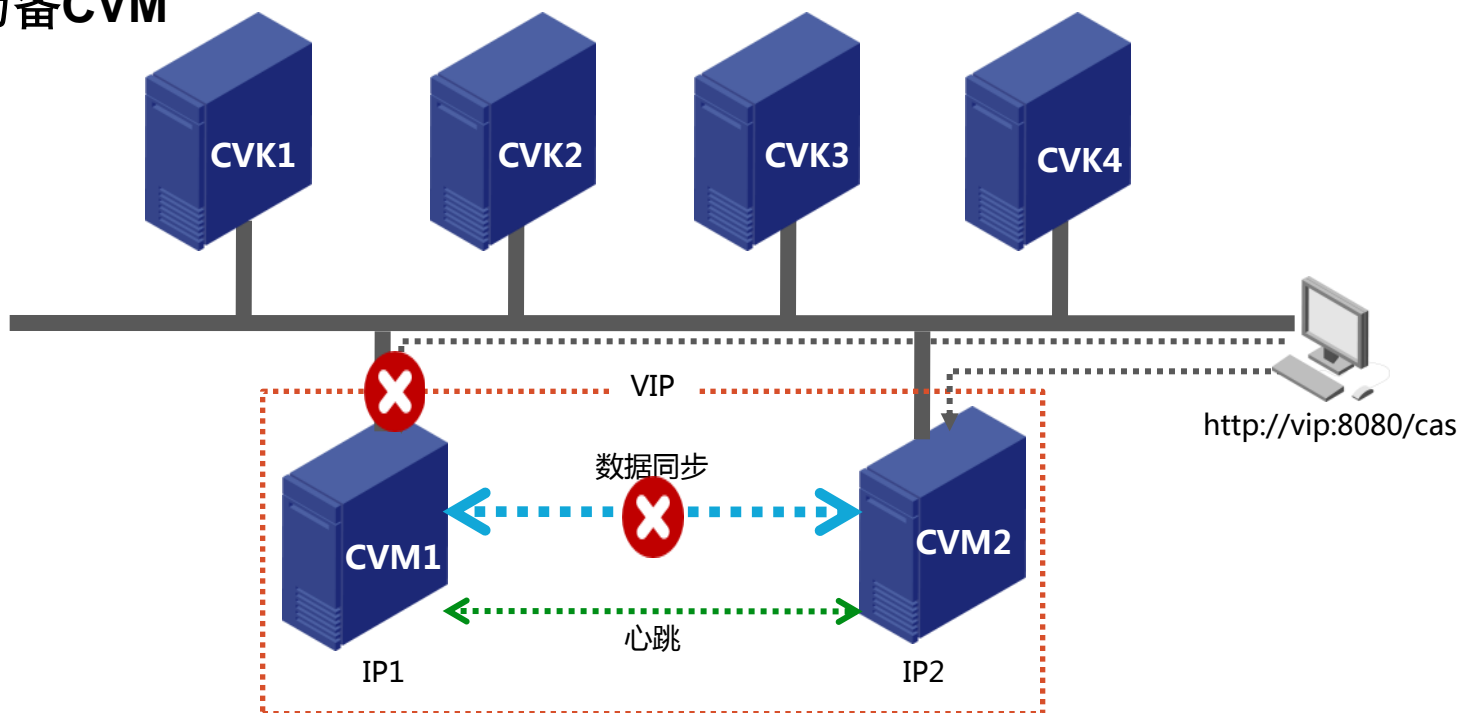 备CVM
CVK1
CVK2
CVK3
CVK4
VIP
http://vip:8080/cas
数据同步
CVM1
CVM2
心跳
IP1
IP2